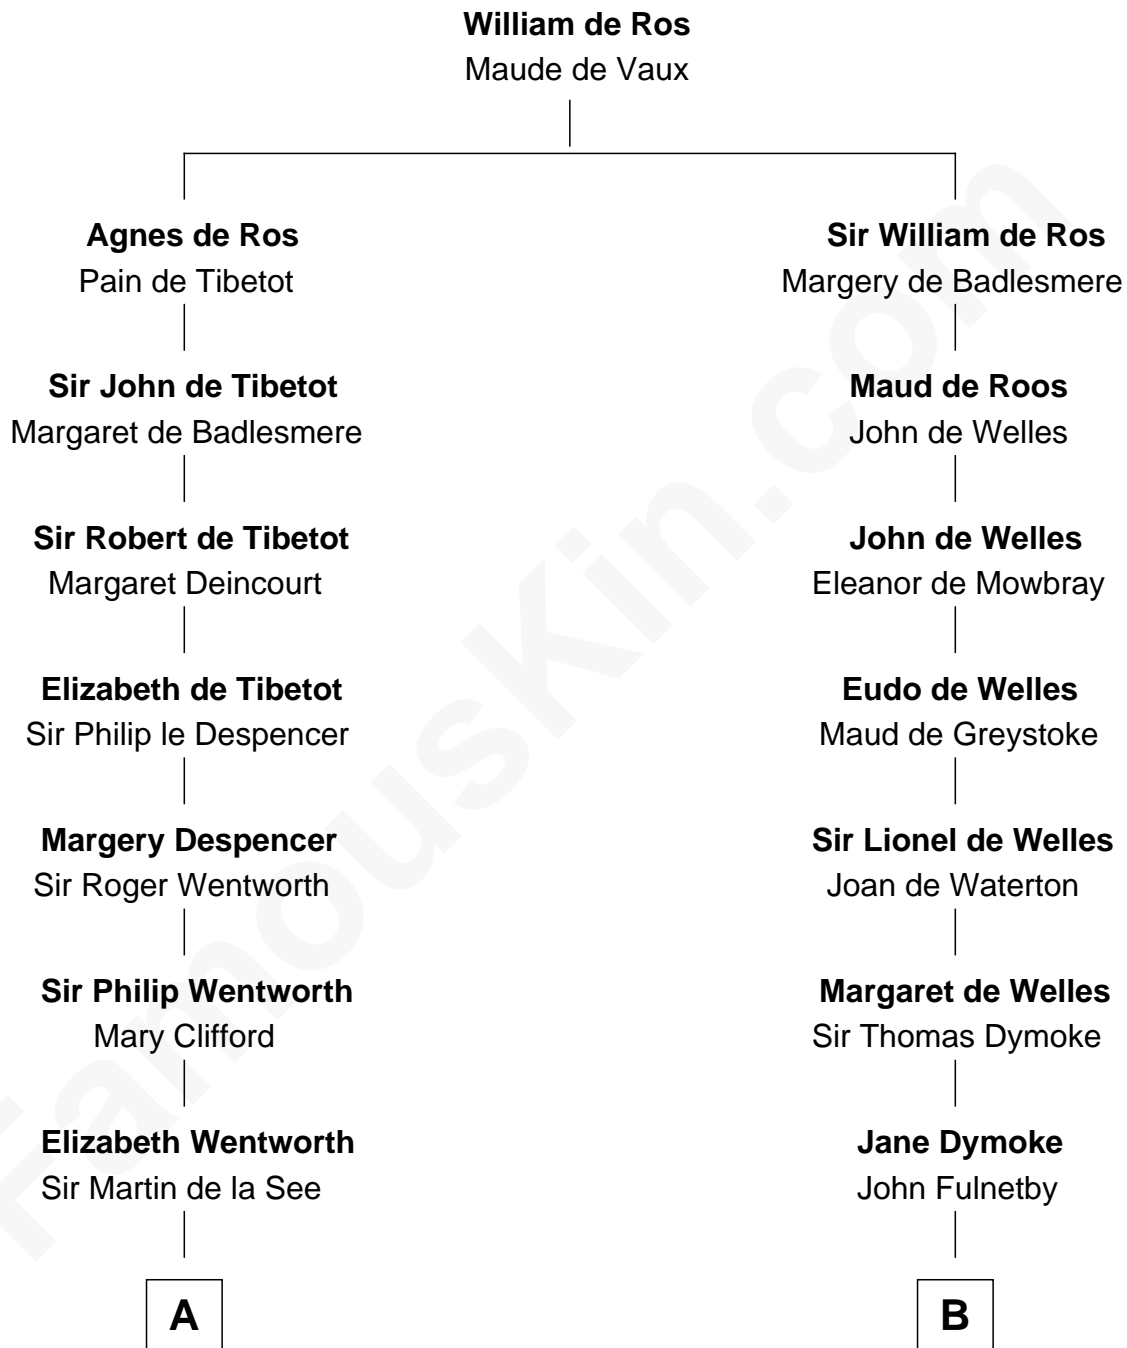 William de Ros
Maude de Vaux
Agnes de Ros
Pain de Tibetot
Sir William de Ros
Margery de Badlesmere
Sir John de Tibetot
Margaret de Badlesmere
Maud de Roos
John de Welles
Sir Robert de Tibetot
Margaret Deincourt
John de Welles
Eleanor de Mowbray
Elizabeth de Tibetot
Sir Philip le Despencer
Eudo de Welles
Maud de Greystoke
Margery Despencer
Sir Roger Wentworth
Sir Lionel de Welles
Joan de Waterton
Sir Philip Wentworth
Mary Clifford
Margaret de Welles
Sir Thomas Dymoke
Elizabeth Wentworth
Sir Martin de la See
Jane Dymoke
John Fulnetby
A
B
FamousKin.com